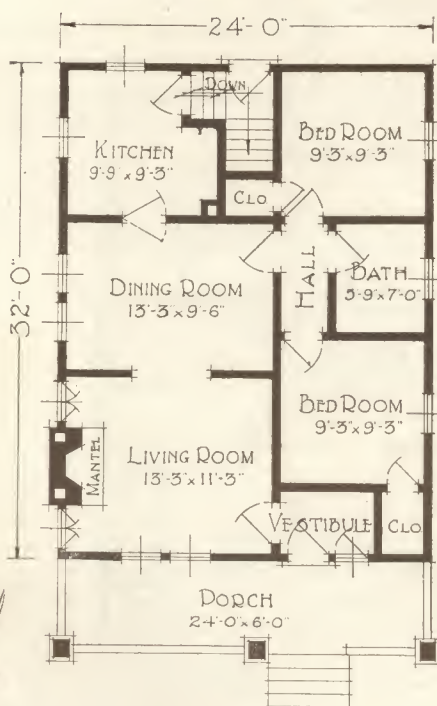 24'-0"
DOWN
KITCHEN
9'-9" x 9'-3"
BED ROOM
9'-3" x 9'-3"
CLO.
32'-0"
DINING ROOM
13'-3" x 9'-6"
HALL
BATH
5'-9" x 7'-0"
BED ROOM
9'-3" x 9'-3"
MANTEL
LIVING ROOM
13'-3" x 11'-3"
VESTIBULE
CLO.
PORCH
24'-0" x 6'-0"